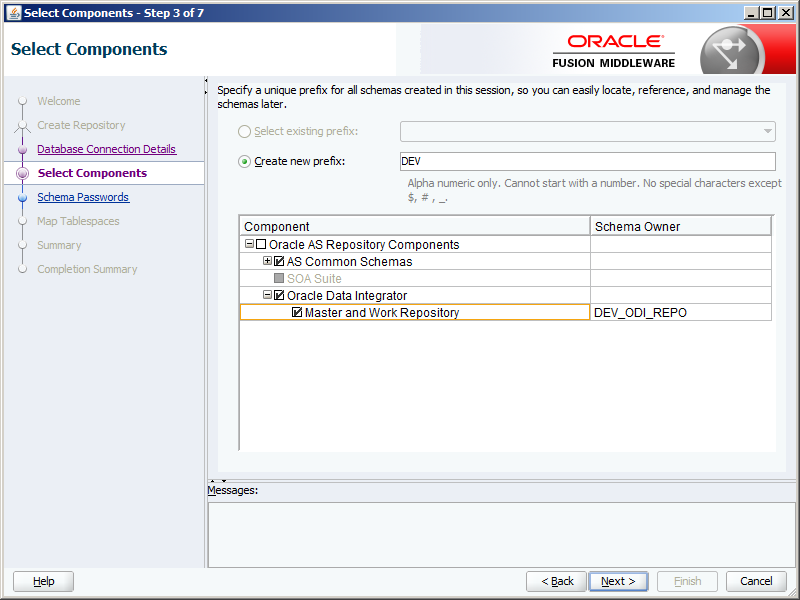 Select Components - Step 3 of 7
Select Components
ORACLE
FUSION MIDDLEWARE
Welcome
Create Repository
Database Connection Details
Select Components
Schema Passwords
Map Tablespaces
Summary
Completion Summary
Specify a unique prefix for all schemas created in this session, so you can easily locate, reference, and manage the
schemas later.
Select existing prefix:
Create new prefix: DEV
Alpha numeric only. Cannot start with a number. No special characters except
$, # , _.
Component Schema Owner
Oracle AS Repository Components
AS Common Schemas
SOA Suite
Oracle Data Integrator
Master and Work Repository DEV_ODI_REPO
Messages:
Help < Back Next > Finish Cancel